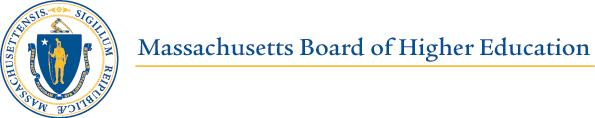 SIGILLUM REIPUBLICÆ MASSACHUSETTENSIS
Massachusetts Board of Higher Education